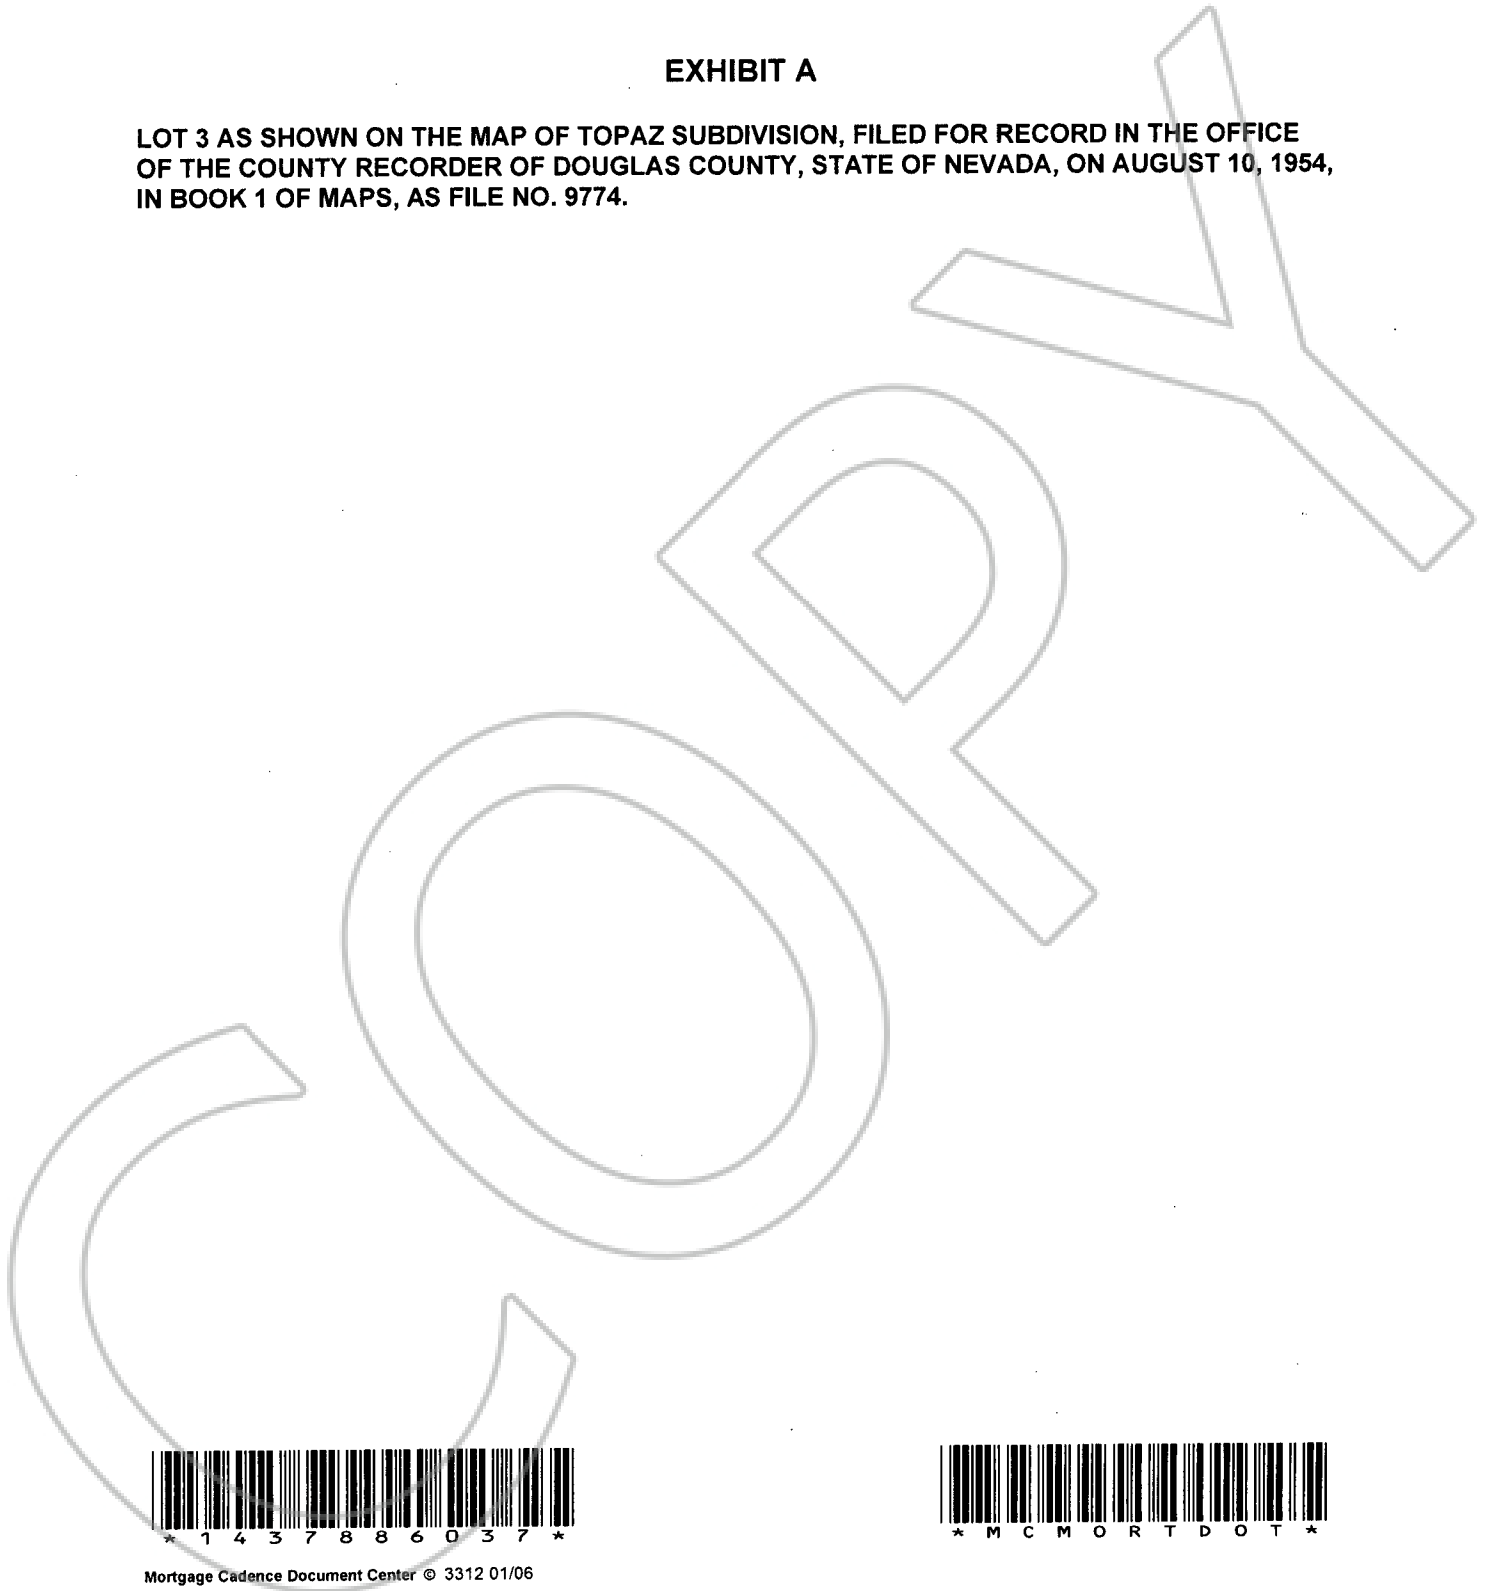 EXHIBIT A
LOT 3 AS SHOWN ON THE MAP OF TOPAZ SUBDIVISION, FILED FOR RECORD IN THE OFFICE
OF THE COUNTY RECORDER OF DOUGLAS COUNTY, STATE OF NEVADA, ON AUGUST 10, 1954,
IN BOOK 1 OF MAPS, AS FILE NO. 9774.
COPY
*1437886037*
*MCMORTDOT*
Mortgage Cadence Document Center © 3312 01/06